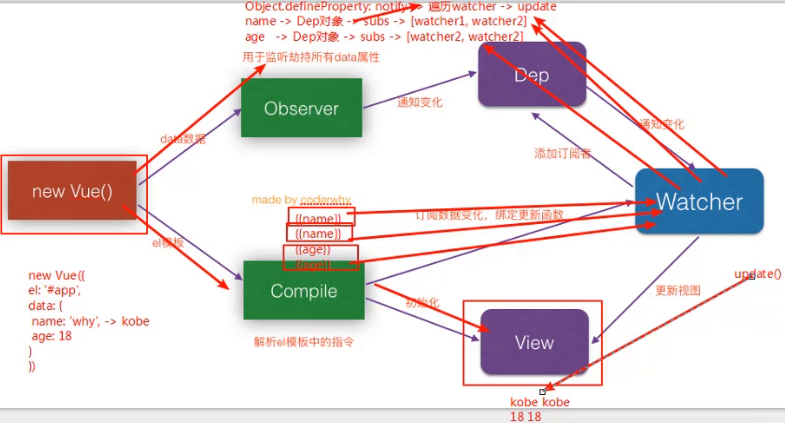 Object.defineProperty: notify -> 遍历watcher -> update
name -> Dep对象 -> subs -> [watcher1, watcher2]
age -> Dep对象 -> subs -> [watcher2, watcher2]
用于监听劫持所有data属性
Observer
Dep
通知变化
通知变化
data数据
添加订阅者
new Vue()
Watcher
made by coderwhy
{{name}}
订阅数据变化，绑定更新函数
{{name}}
el模板
{{age}}
{{age}}
Compile
new Vue({
el: '#app',
data: {
name: 'why', -> kobe
age: 18
}
})
初始化
更新视图
update()
解析el模板中的指令
View
kobe kobe
18 18